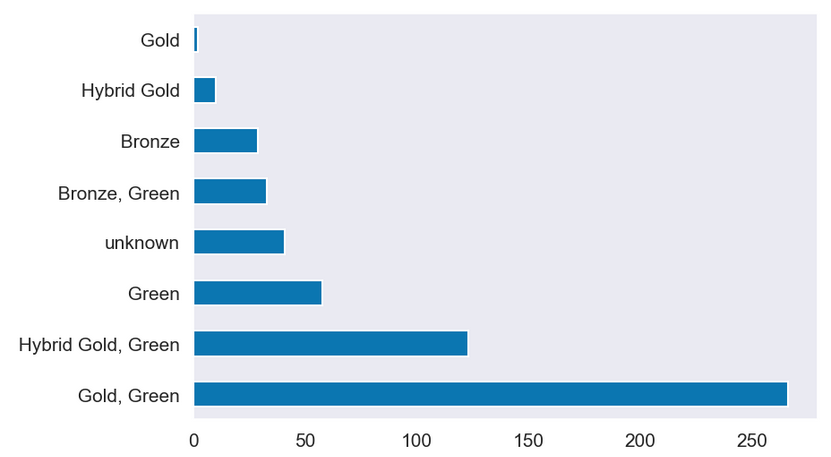 Gold
Hybrid Gold
Bronze
Bronze, Green
unknown
Green
Hybrid Gold, Green
Gold, Green
0 50 100 150 200 250